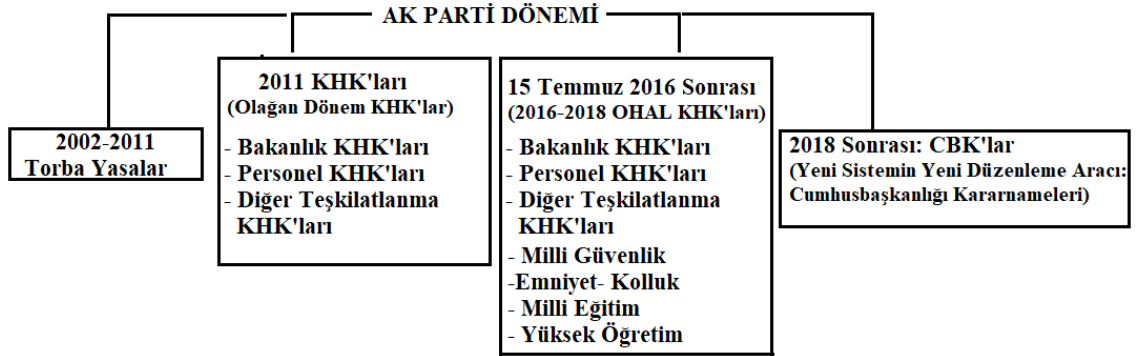 AK PARTİ DÖNEMİ
2002-2011
Torba Yasalar
2011 KHK'ları
(Olağan Dönem KHK'lar)
- Bakanlık KHK'ları
- Personel KHK'ları
- Diğer Teşkilatlanma
KHK'ları
15 Temmuz 2016 Sonrası
(2016-2018 OHAL KHK'ları)
- Bakanlık KHK'ları
- Personel KHK'ları
- Diğer Teşkilatlanma
KHK'ları
- Milli Güvenlik
-Emniyet- Kolluk
- Milli Eğitim
- Yüksek Öğretim
2018 Sonrası: CBK'lar
(Yeni Sistemin Yeni Düzenleme Aracı:
Cumhusbaşkanlığı Kararnameleri)